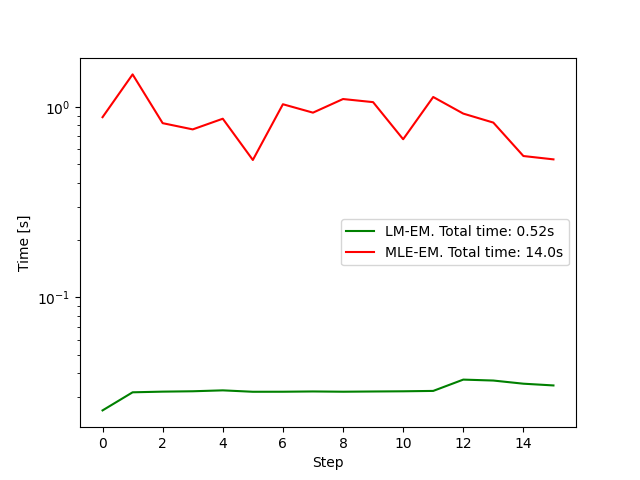 10⁰
10⁻¹
Time [s]
LM-EM. Total time: 0.52s
MLE-EM. Total time: 14.0s
0 2 4 6 8 10 12 14
Step